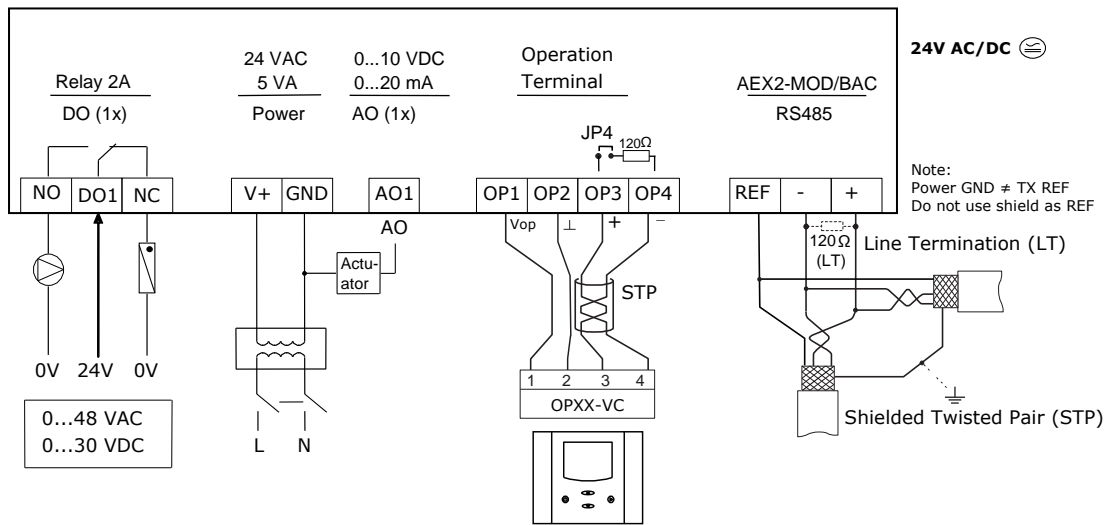 24V AC/DC
Relay 2A
DO (1x)
24 VAC
5 VA
Power
0...10 VDC
0...20 mA
AO (1x)
Operation
Terminal
JP4
120Ω
AEX2-MOD/BAC
RS485
NO
DO1
NC
V+
GND
AO1
OP1
OP2
OP3
OP4
REF
-
+
Note:
Power GND ≠ TX REF
Do not use shield as REF
AO
Vop
⊥
+
–
120Ω
(LT)
Line Termination (LT)
Actu-
ator
STP
0V
24V
0V
0...48 VAC
0...30 VDC
L
N
1
2
3
4
OPXX-VC
Shielded Twisted Pair (STP)